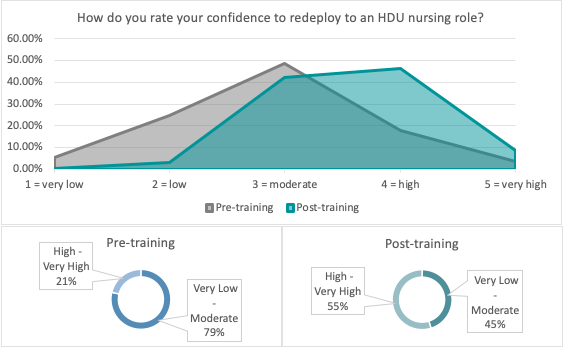 How do you rate your confidence to redeploy to an HDU nursing role?
60.00%
50.00%
40.00%
30.00%
20.00%
10.00%
0.00%
1 = very low 2 = low 3 = moderate 4 = high 5 = very high
Pre-training Post-training
Pre-training
High -
Very High
21%
Very Low
-
Moderate
79%
Post-training
High -
Very High
55%
Very Low
-
Moderate
45%